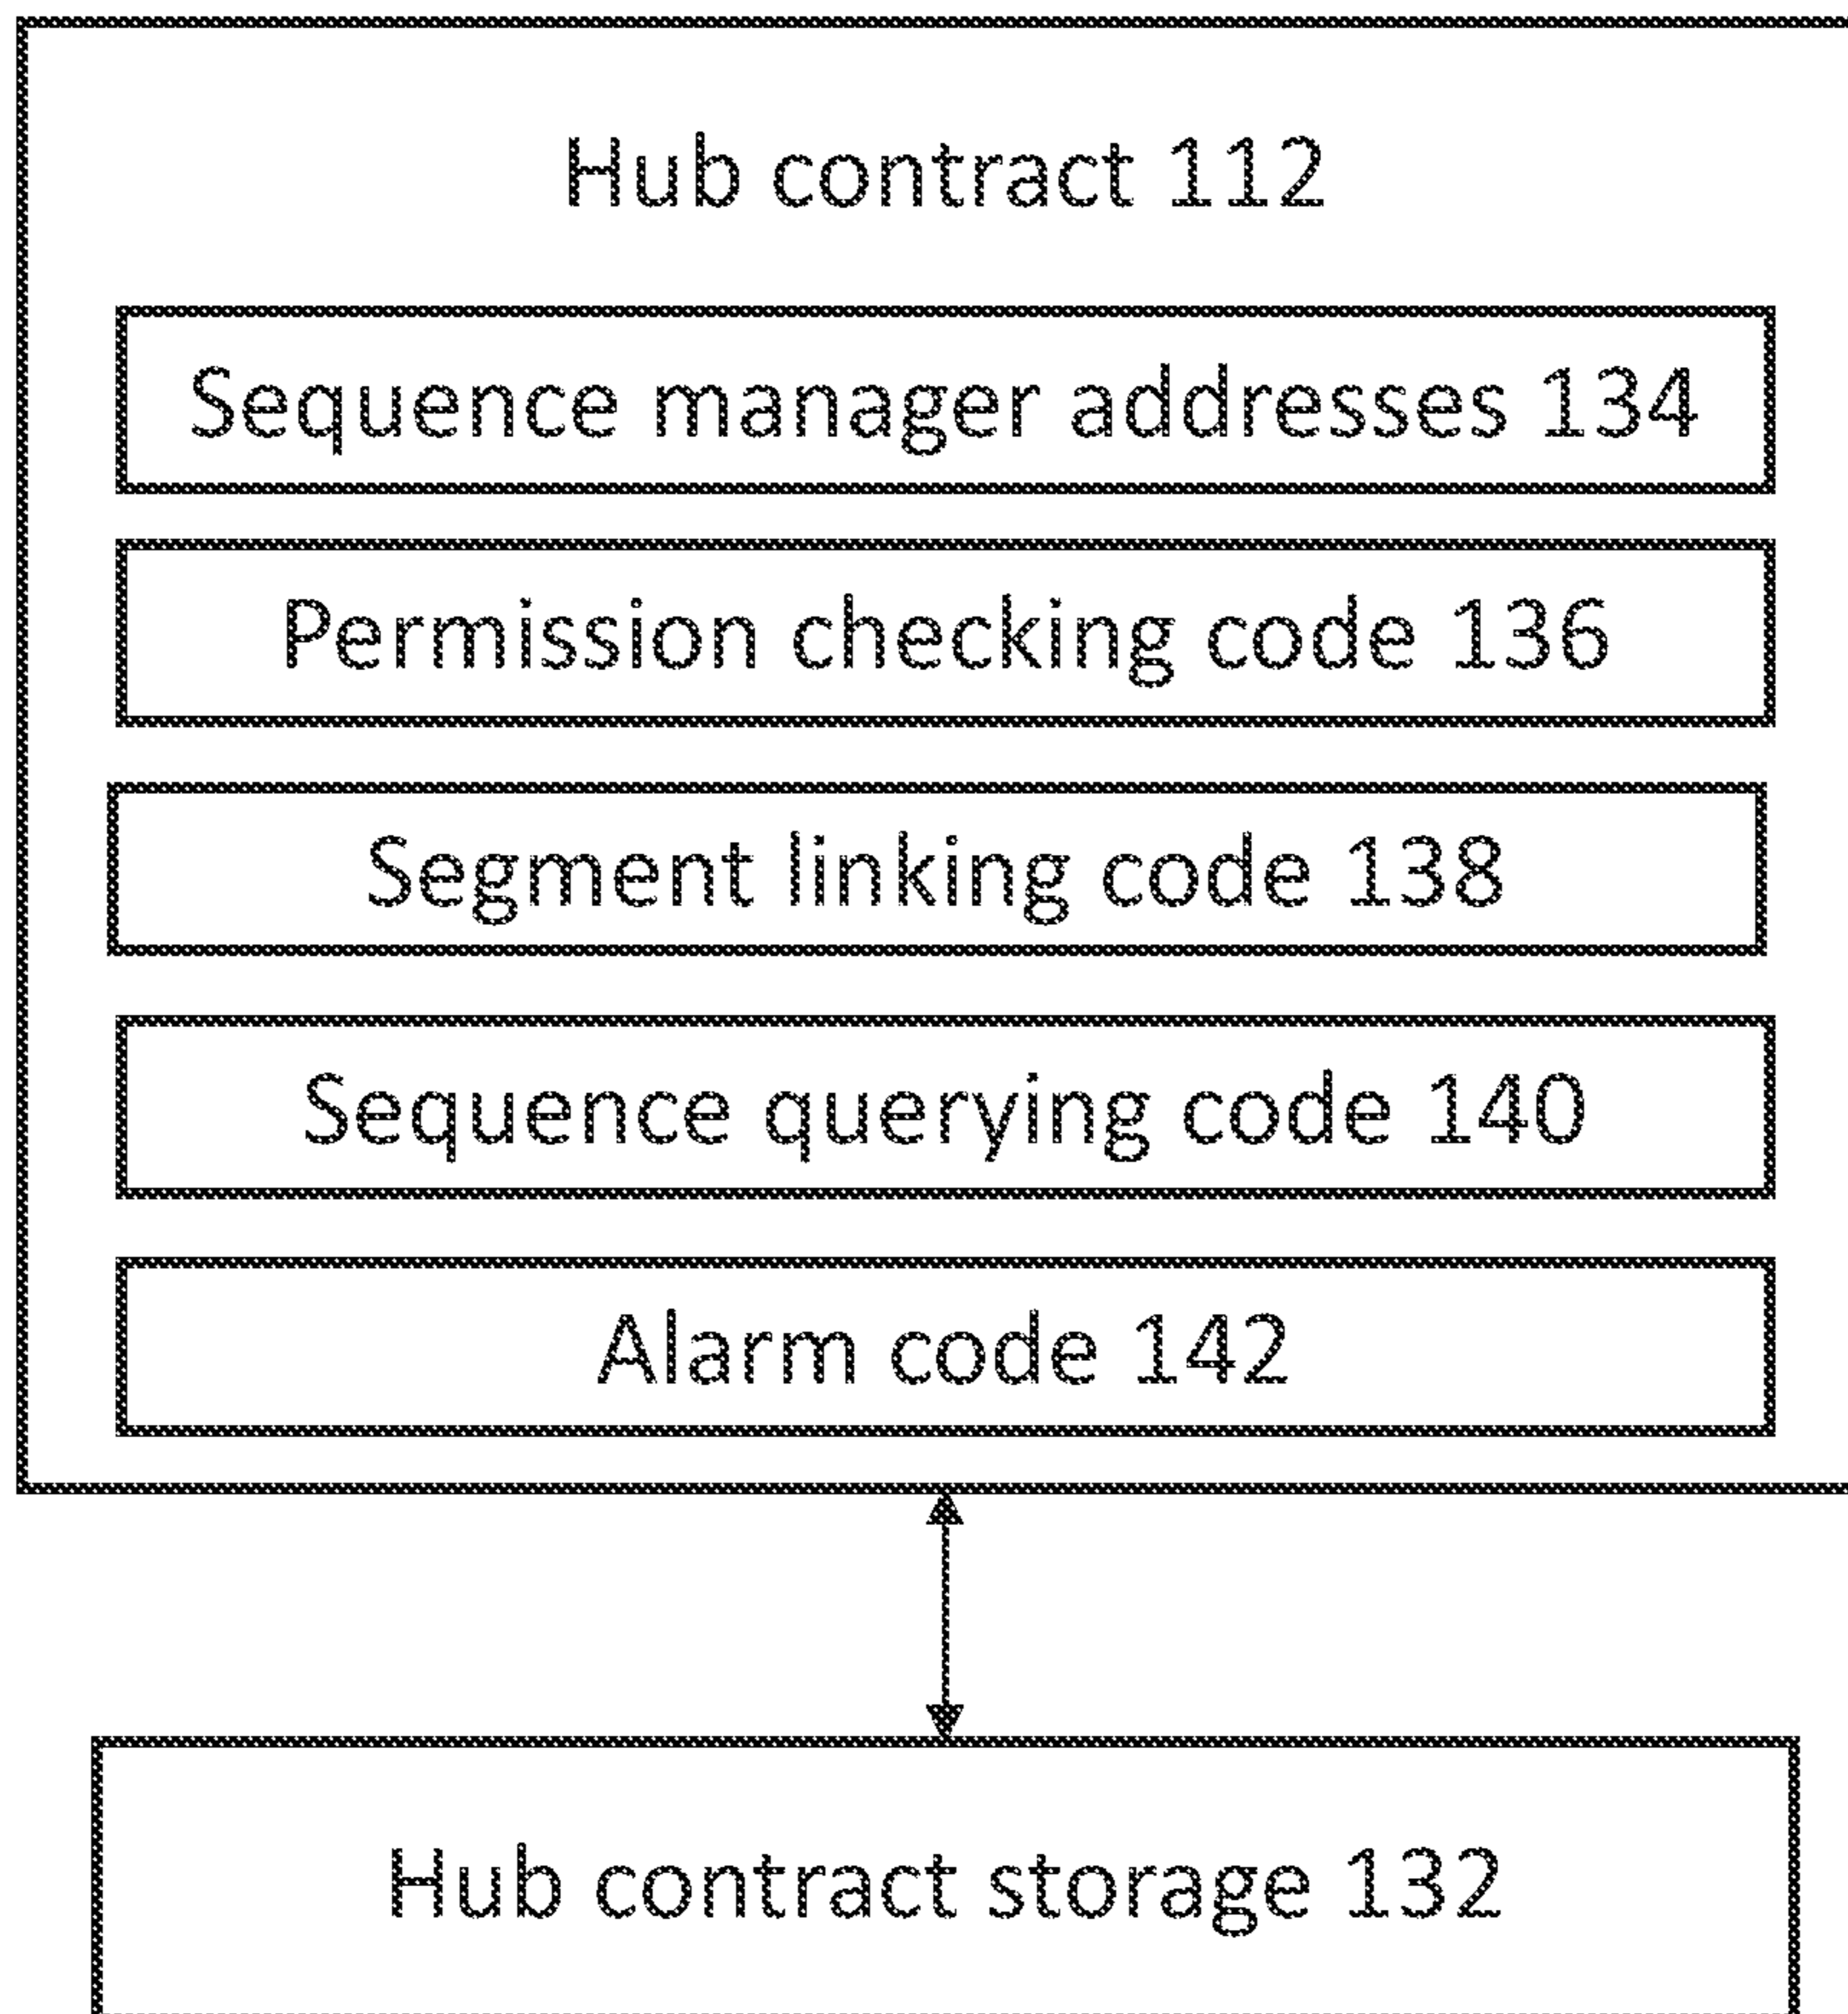 Hub contract 112
Sequence manager addresses 134
Permission checking code 136
Segment linking code 138
Sequence querying code 140
Alarm code 142
Hub contract storage 132